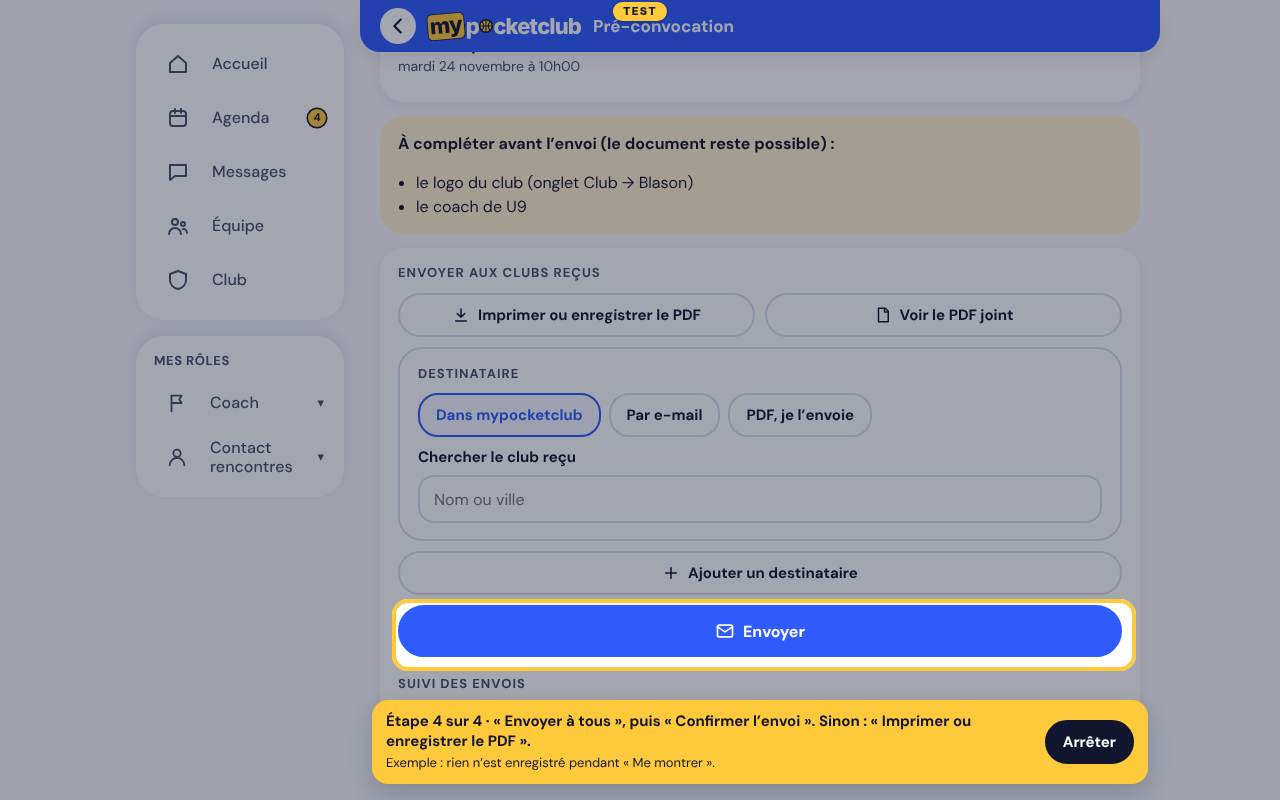 TEST
mypocketclub Pré-convocation
Accueil
Agenda 4
Messages
Équipe
Club
MES RÔLES
Coach ▾
Contact
rencontres ▾
mardi 24 novembre à 10h00
À compléter avant l’envoi (le document reste possible) :
• le logo du club (onglet Club → Blason)
• le coach de U9
ENVOYER AUX CLUBS REÇUS
Imprimer ou enregistrer le PDF
Voir le PDF joint
DESTINATAIRE
Dans mypocketclub
Par e-mail
PDF, je l’envoie
Chercher le club reçu
Nom ou ville
+ Ajouter un destinataire
Envoyer
SUIVI DES ENVOIS
Étape 4 sur 4 · « Envoyer à tous », puis « Confirmer l’envoi ». Sinon : « Imprimer ou
enregistrer le PDF ».
Exemple : rien n’est enregistré pendant « Me montrer ».
Arrêter